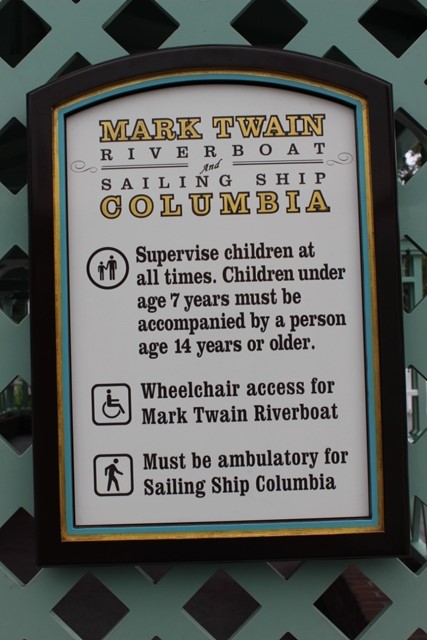 MARK TWAIN
RIVERBOAT
And
SAILING SHIP
COLUMBIA
Supervise children at
all times. Children under
age 7 years must be
accompanied by a person
age 14 years or older.
Wheelchair access for
Mark Twain Riverboat
Must be ambulatory for
Sailing Ship Columbia